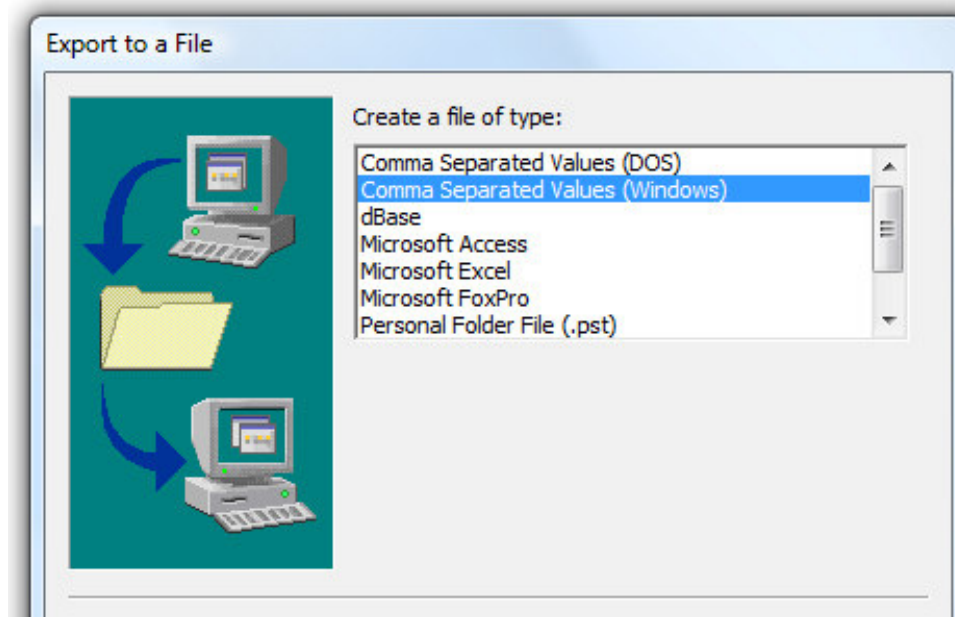 Export to a File
Create a file of type:
Comma Separated Values (DOS)
Comma Separated Values (Windows)
dBase
Microsoft Access
Microsoft Excel
Microsoft FoxPro
Personal Folder File (.pst)